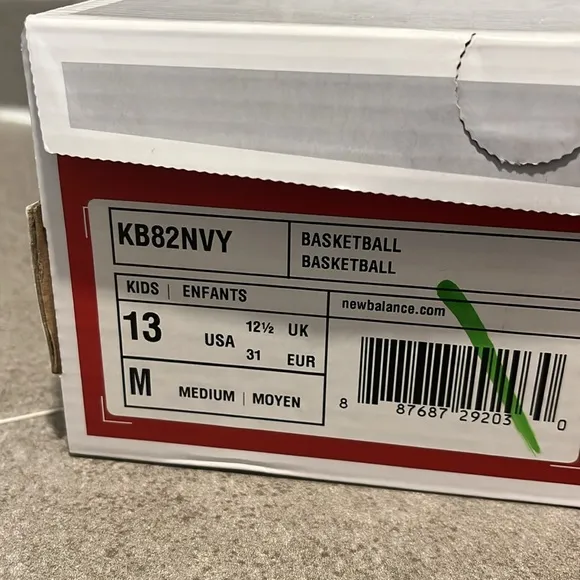 KB82NVY
BASKETBALL
BASKETBALL
KIDS | ENFANTS
newbalance.com
13 USA 12½ UK
31 EUR
M MEDIUM | MOYEN
8 87687 29203 0